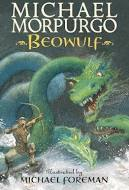 MICHAEL
MORPURGO
BEOWULF
Illustrated by
MICHAEL FOREMAN